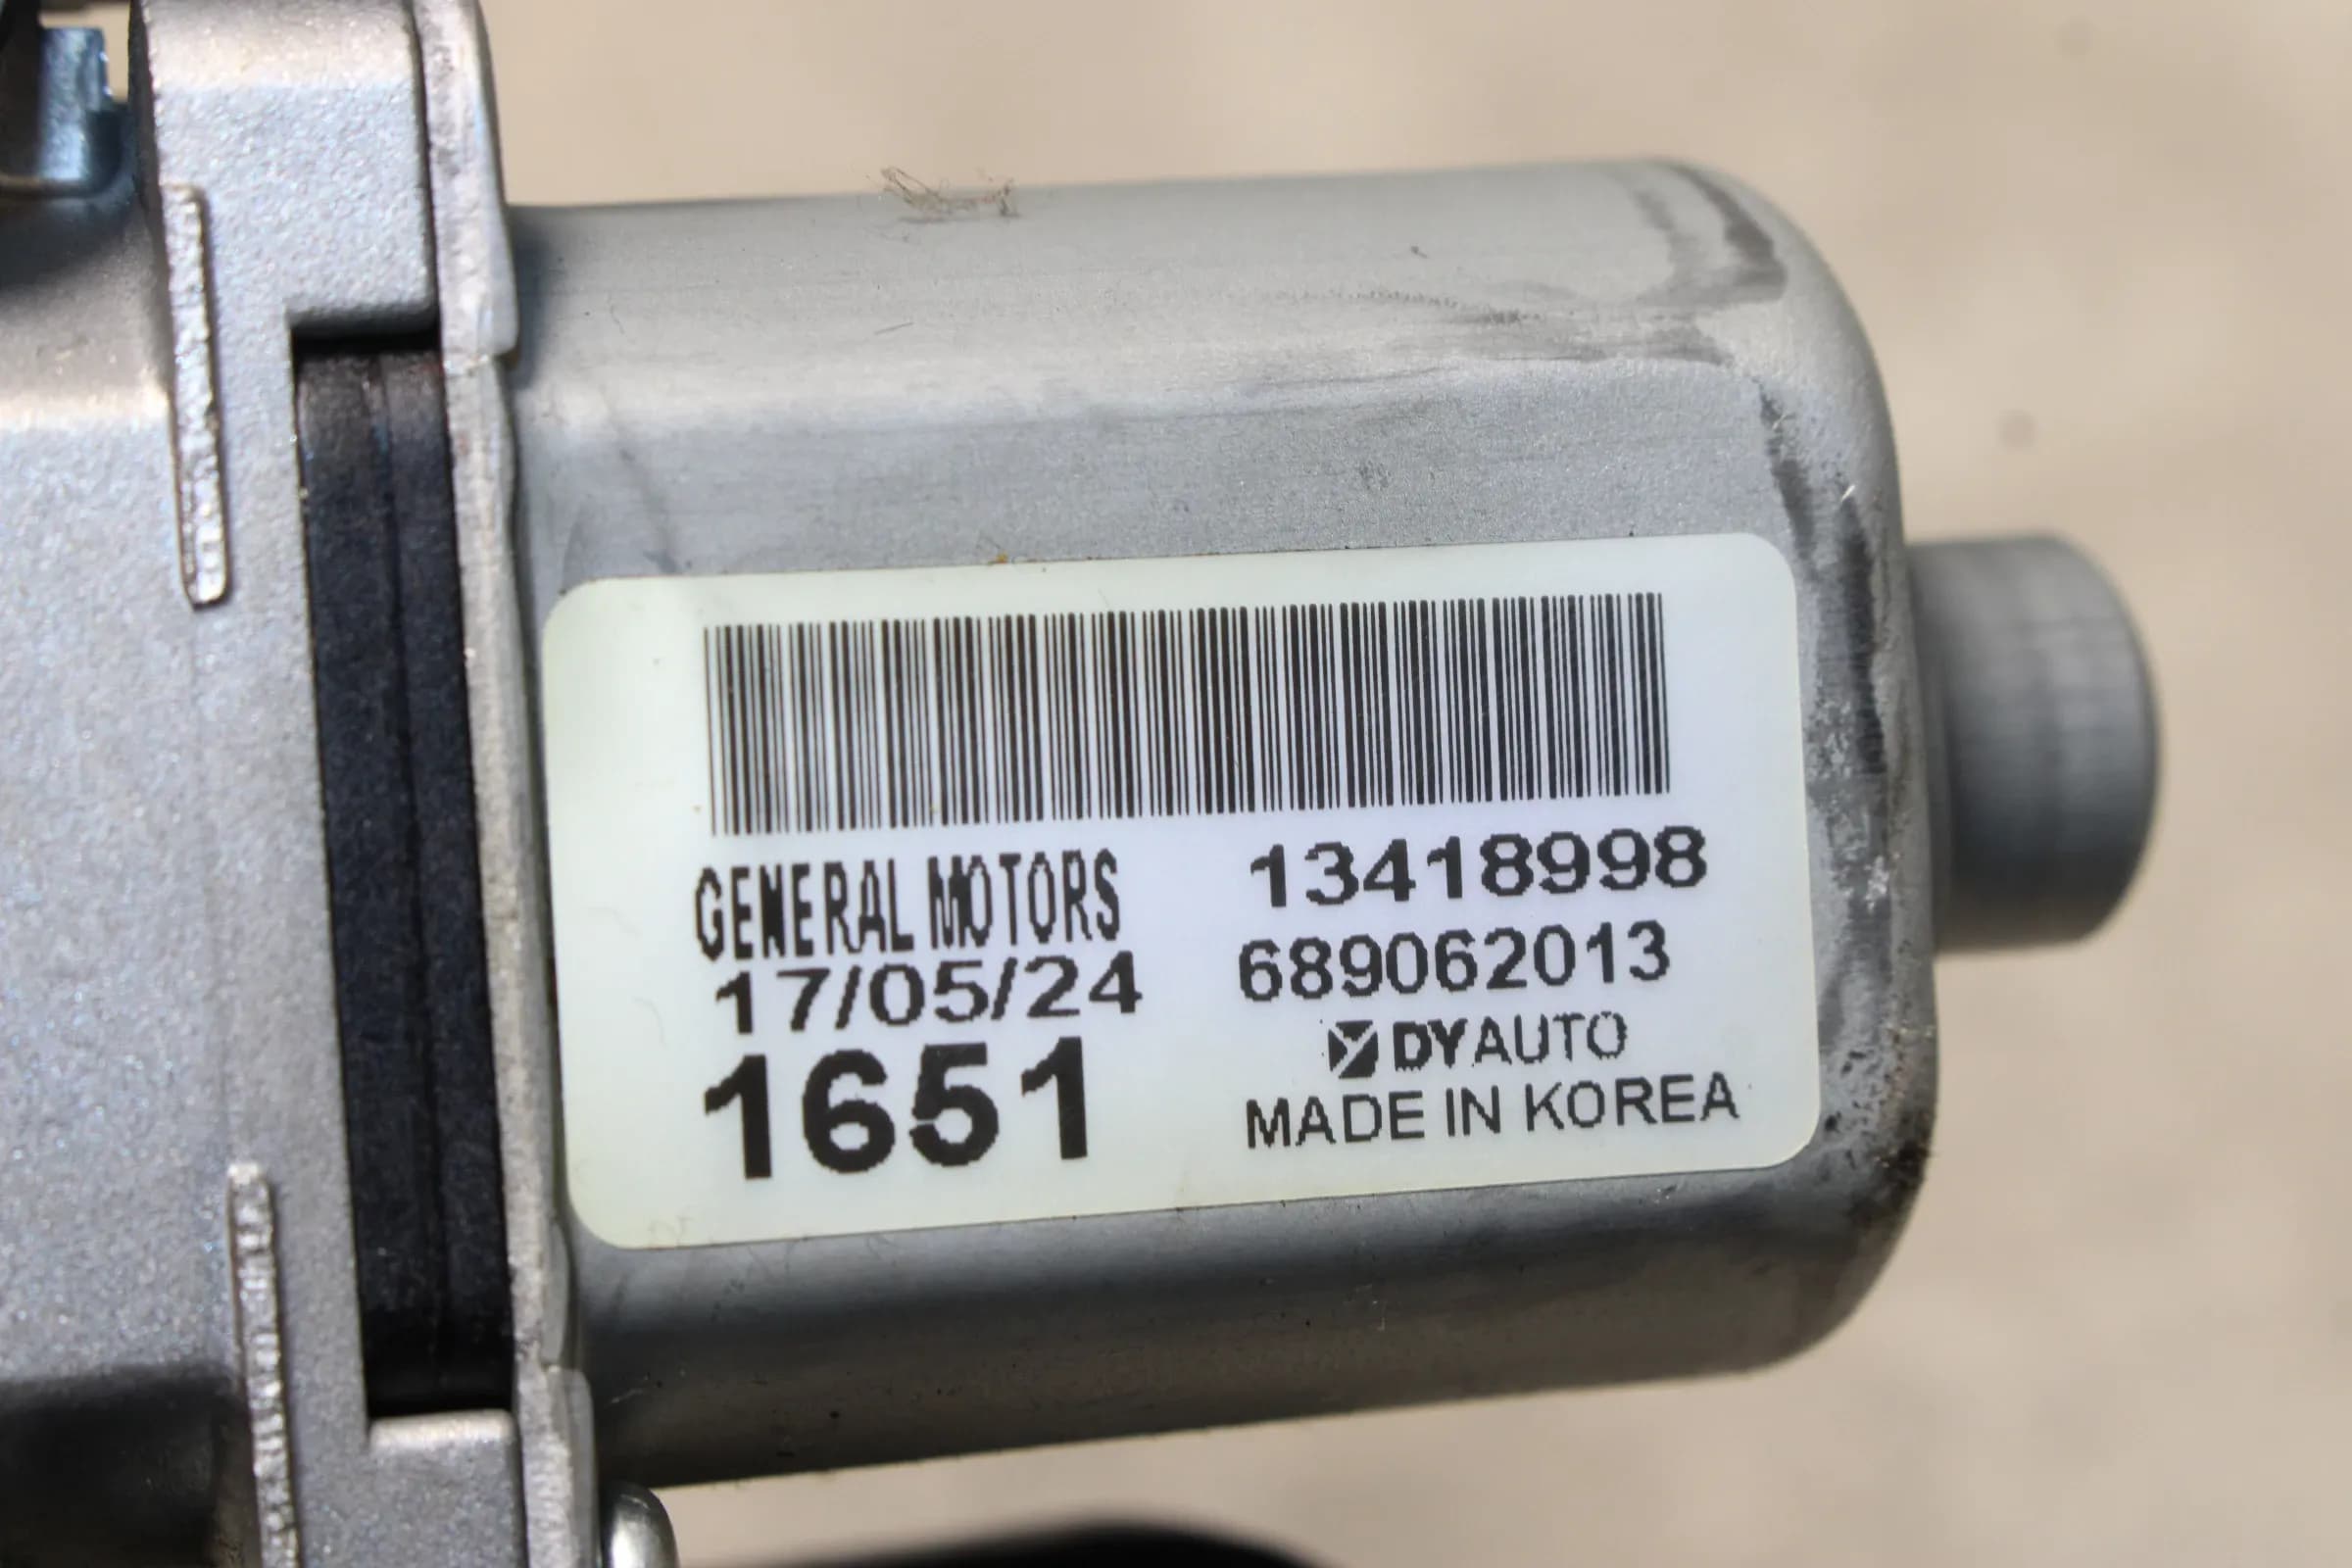 GENERAL MOTORS 13418998
17/05/24 689062013
1651 DYAUTO
MADE IN KOREA